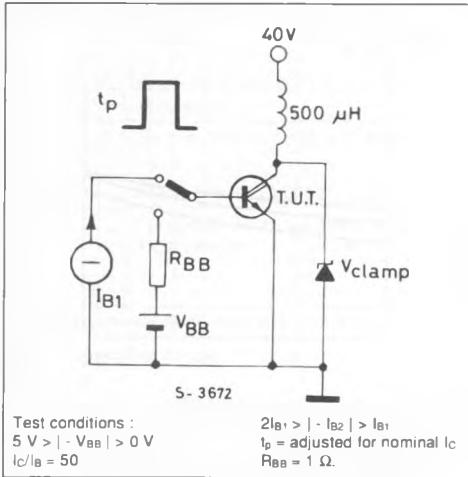 40V
tp
500 μH
T.U.T.
RBB
Vclamp
IB1
VBB
S-3672
Test conditions :
5 V > | - VBB | > 0 V
IC/IB = 50
2IB1 > | - IB2 | > IB1
tp = adjusted for nominal IC
RBB = 1 Ω.